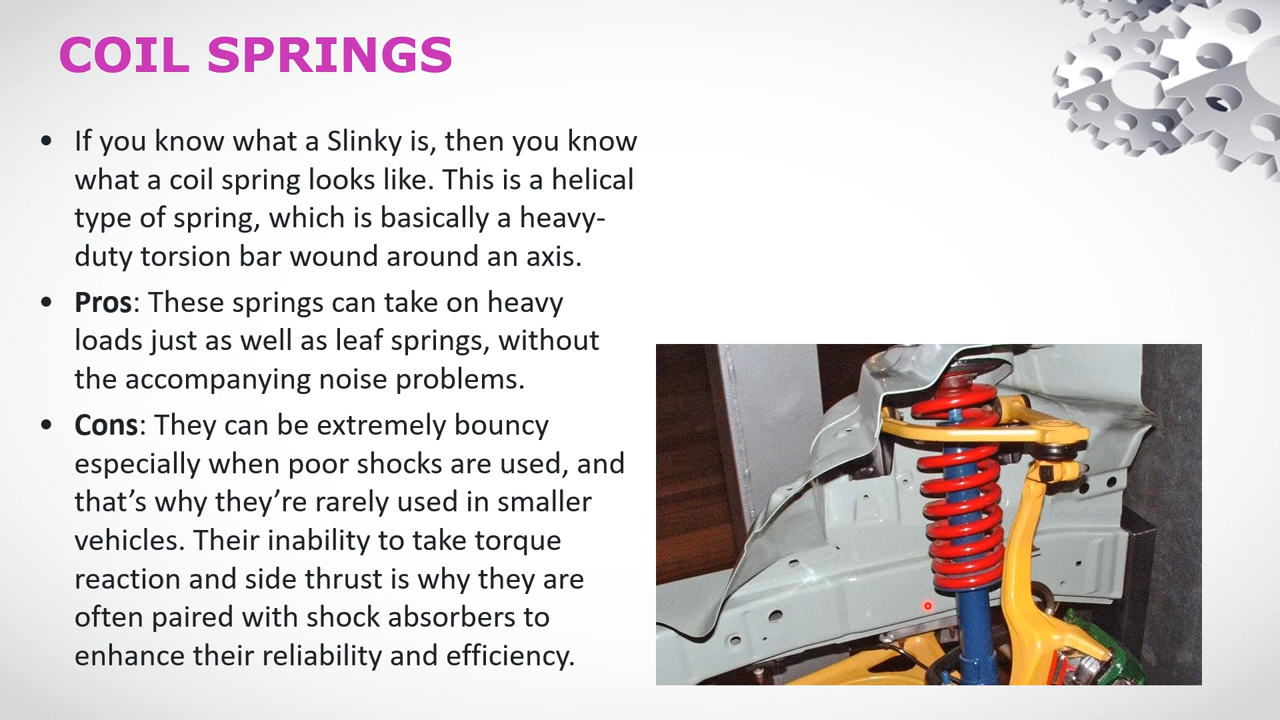 COIL SPRINGS
• If you know what a Slinky is, then you know
what a coil spring looks like. This is a helical
type of spring, which is basically a heavy-
duty torsion bar wound around an axis.
• Pros: These springs can take on heavy
loads just as well as leaf springs, without
the accompanying noise problems.
• Cons: They can be extremely bouncy
especially when poor shocks are used, and
that’s why they’re rarely used in smaller
vehicles. Their inability to take torque
reaction and side thrust is why they are
often paired with shock absorbers to
enhance their reliability and efficiency.